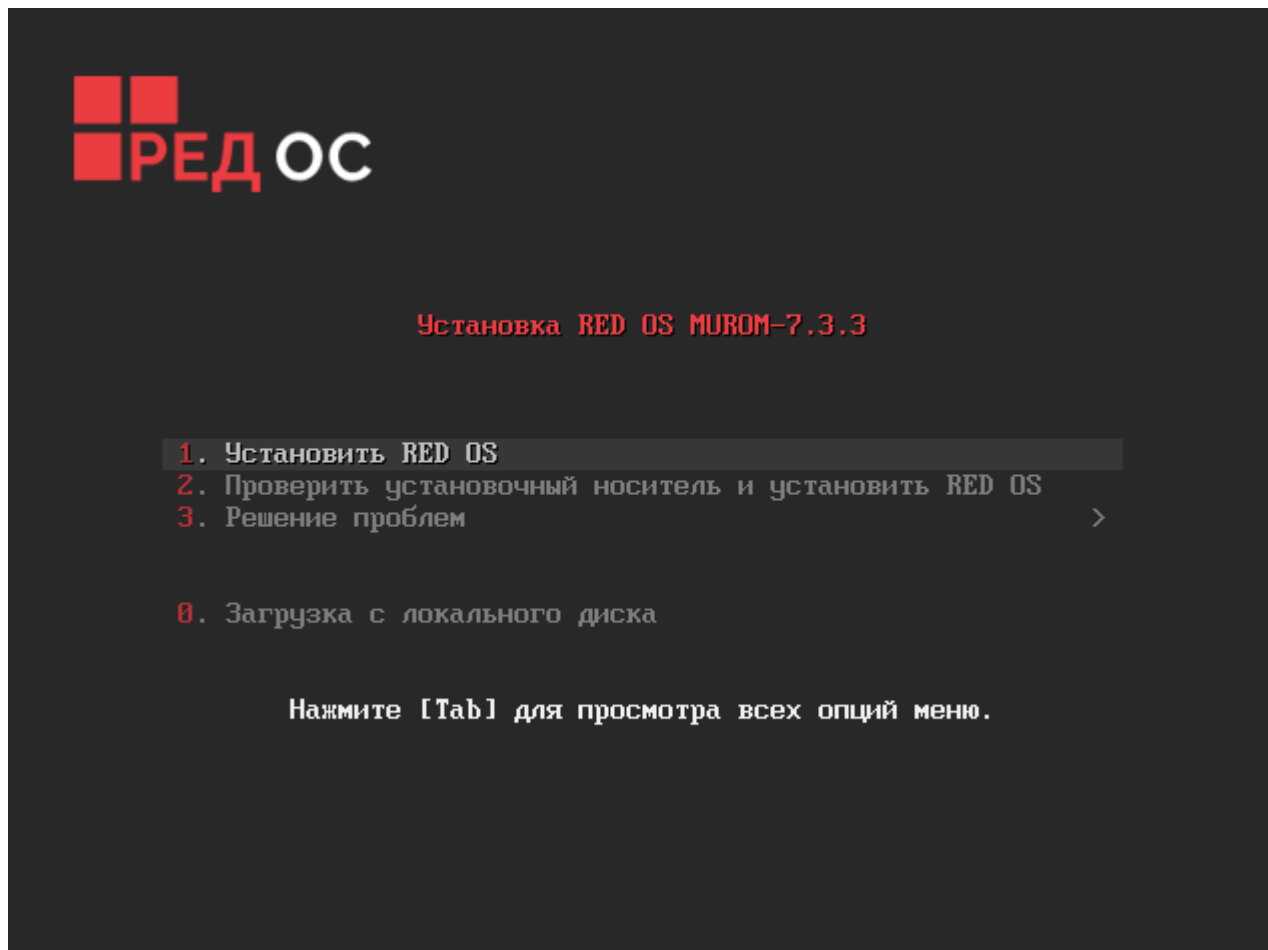 РЕД ОС
Установка RED OS MUROM-7.3.3
1. Установить RED OS
2. Проверить установочный носитель и установить RED OS
3. Решение проблем >
0. Загрузка с локального диска
Нажмите [Tab] для просмотра всех опций меню.